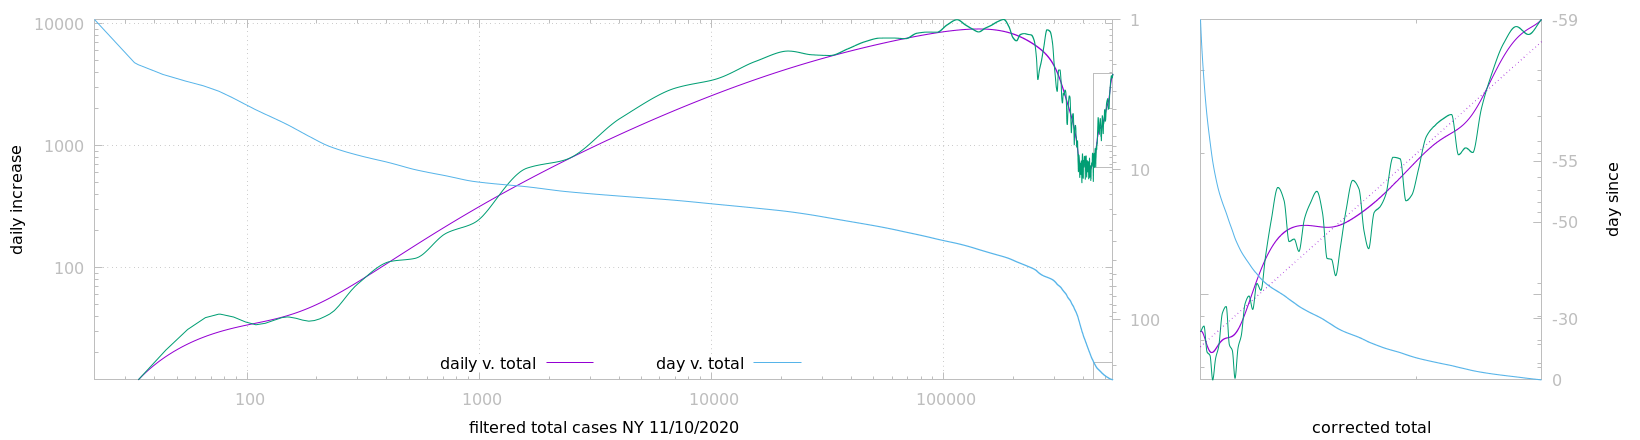 10000
1000
100
daily increase
100
1000
10000
100000
filtered total cases NY 11/10/2020
daily v. total
day v. total
1
10
100
-59
-55
-50
-30
0
day since
corrected total